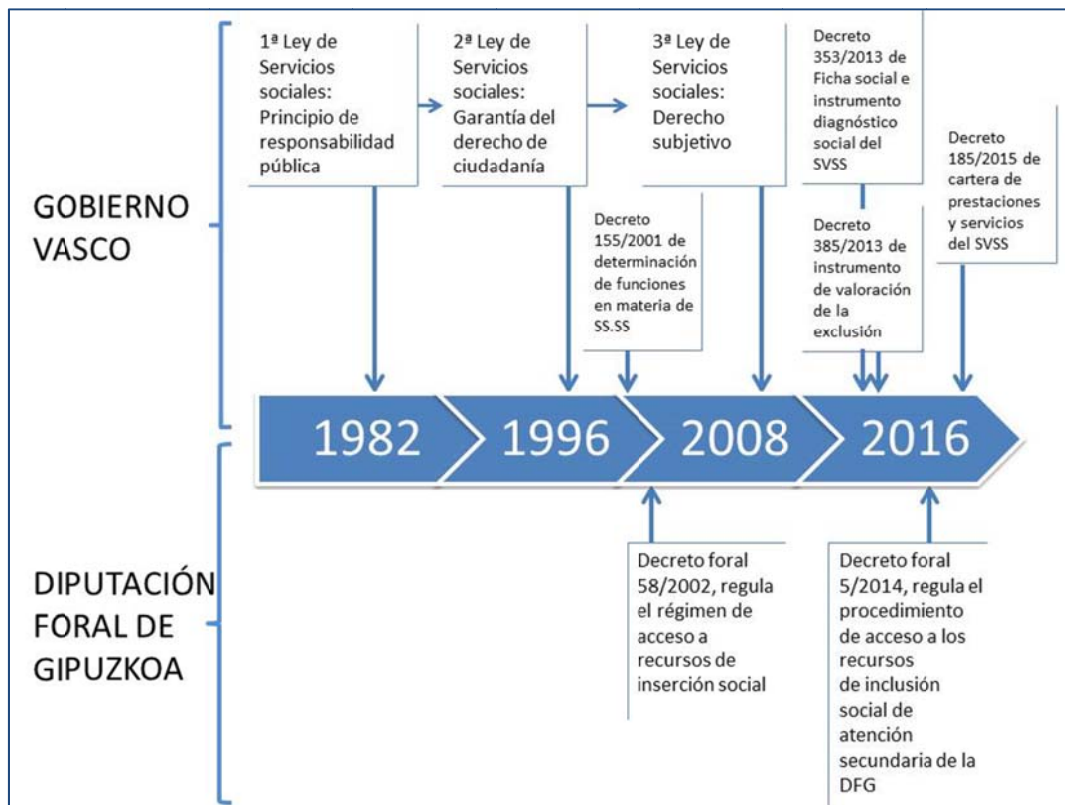 1ª Ley de
Servicios
sociales:
Principio de
responsabilidad
pública
2ª Ley de
Servicios
sociales:
Garantía del
derecho de
ciudadanía
3ª Ley de
Servicios
sociales:
Derecho
subjetivo
Decreto
353/2013 de
Ficha social e
instrumento
diagnóstico
social del
SVSS
Decreto
185/2015 de
cartera de
prestaciones
y servicios
del SVSS
GOBIERNO
VASCO
Decreto
155/2001 de
determinación
de funciones
en materia de
SS.SS
Decreto
385/2013 de
instrumento
de valoración
de la
exclusión
1982
1996
2008
2016
DIPUTACIÓN
FORAL DE
GIPUZKOA
Decreto foral
58/2002, regula
el régimen de
acceso a
recursos de
inserción social
Decreto foral
5/2014, regula el
procedimiento
de acceso a los
recursos
de inclusión
social de
atención
secundaria de la
DFG